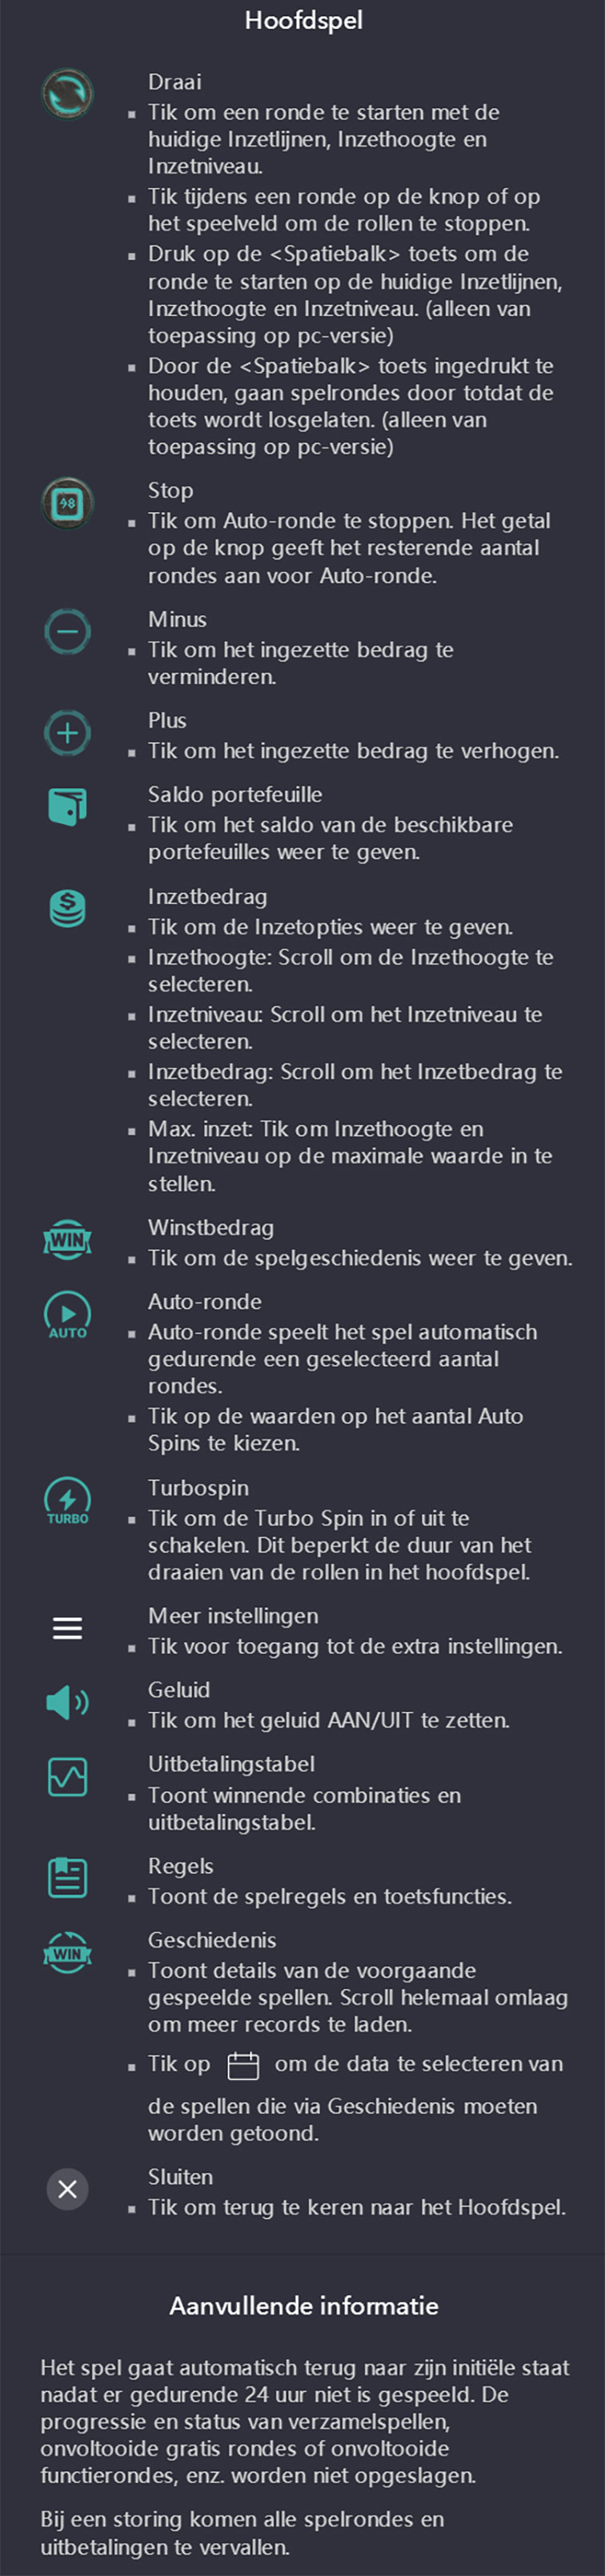 Hoofdspel
Draai
▪ Tik om een ronde te starten met de
huidige Inzetlijnen, Inzethoogte en
Inzetniveau.
▪ Tik tijdens een ronde op de knop of op
het speelveld om de rollen te stoppen.
▪ Druk op de <Spatiebalk> toets om de
ronde te starten op de huidige Inzetlijnen,
Inzethoogte en Inzetniveau. (alleen van
toepassing op pc-versie)
▪ Door de <Spatiebalk> toets ingedrukt te
houden, gaan spelrondes door totdat de
toets wordt losgelaten. (alleen van
toepassing op pc-versie)
98
Stop
▪ Tik om Auto-ronde te stoppen. Het getal
op de knop geeft het resterende aantal
rondes aan voor Auto-ronde.
Minus
▪ Tik om het ingezette bedrag te
verminderen.
Plus
▪ Tik om het ingezette bedrag te verhogen.
Saldo portefeuille
▪ Tik om het saldo van de beschikbare
portefeuilles weer te geven.
Inzetbedrag
▪ Tik om de Inzetopties weer te geven.
▪ Inzethoogte: Scroll om de Inzethoogte te
selecteren.
▪ Inzetniveau: Scroll om het Inzetniveau te
selecteren.
▪ Inzetbedrag: Scroll om het Inzetbedrag te
selecteren.
▪ Max. inzet: Tik om Inzethoogte en
Inzetniveau op de maximale waarde in te
stellen.
WIN
Winstbedrag
▪ Tik om de spelgeschiedenis weer te geven.
AUTO
Auto-ronde
▪ Auto-ronde speelt het spel automatisch
gedurende een geselecteerd aantal
rondes.
▪ Tik op de waarden op het aantal Auto
Spins te kiezen.
TURBO
Turbospin
▪ Tik om de Turbo Spin in of uit te
schakelen. Dit beperkt de duur van het
draaien van de rollen in het hoofdspel.
Meer instellingen
▪ Tik voor toegang tot de extra instellingen.
Geluid
▪ Tik om het geluid AAN/UIT te zetten.
Uitbetalingstabel
▪ Toont winnende combinaties en
uitbetalingstabel.
Regels
▪ Toont de spelregels en toetsfuncties.
WIN
Geschiedenis
▪ Toont details van de voorgaande
gespeelde spellen. Scroll helemaal omlaag
om meer records te laden.
▪ Tik op om de data te selecteren van
de spellen die via Geschiedenis moeten
worden getoond.
Sluiten
▪ Tik om terug te keren naar het Hoofdspel.
Aanvullende informatie
Het spel gaat automatisch terug naar zijn initiële staat
nadat er gedurende 24 uur niet is gespeeld. De
progressie en status van verzamelspellen,
onvoltooide gratis rondes of onvoltooide
functierondes, enz. worden niet opgeslagen.
Bij een storing komen alle spelrondes en
uitbetalingen te vervallen.